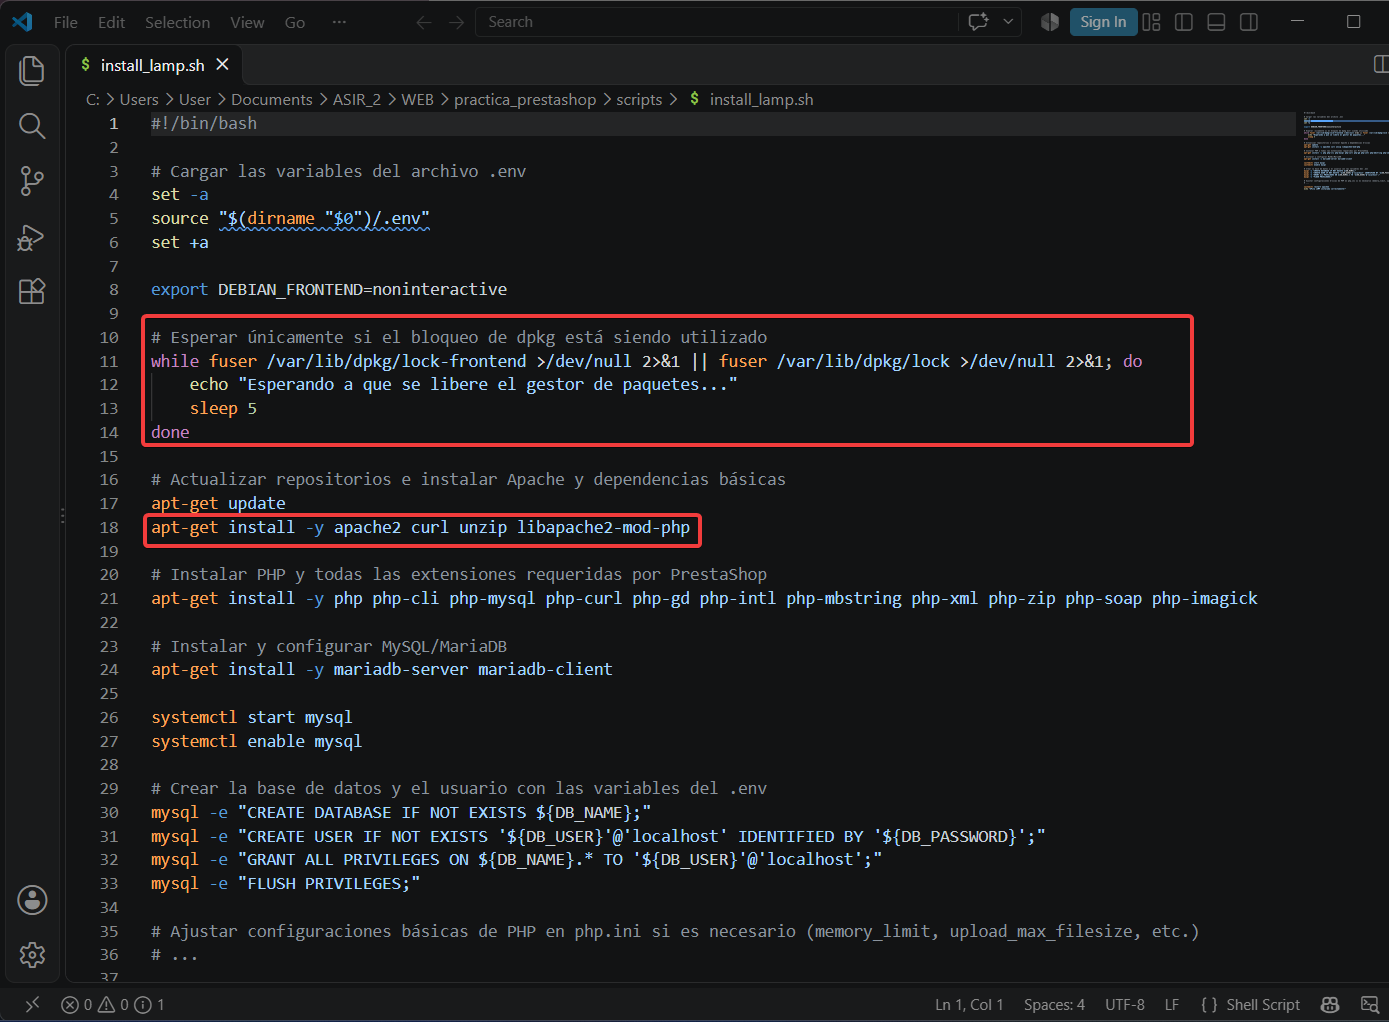 File Edit Selection View Go ··· Search Sign In
$ install_lamp.sh
C: > Users > User > Documents > ASIR_2 > WEB > practica_prestashop > scripts > $ install_lamp.sh
1 #!/bin/bash
2
3 # Cargar las variables del archivo .env
4 set -a
5 source "$(dirname "$0")/.env"
6 set +a
7
8 export DEBIAN_FRONTEND=noninteractive
9
10 # Esperar únicamente si el bloqueo de dpkg está siendo utilizado
11 while fuser /var/lib/dpkg/lock-frontend >/dev/null 2>&1 || fuser /var/lib/dpkg/lock >/dev/null 2>&1; do
12 echo "Esperando a que se libere el gestor de paquetes..."
13 sleep 5
14 done
15
16 # Actualizar repositorios e instalar Apache y dependencias básicas
17 apt-get update
18 apt-get install -y apache2 curl unzip libapache2-mod-php
19
20 # Instalar PHP y todas las extensiones requeridas por PrestaShop
21 apt-get install -y php php-cli php-mysql php-curl php-gd php-intl php-mbstring php-xml php-zip php-soap php-imagick
22
23 # Instalar y configurar MySQL/MariaDB
24 apt-get install -y mariadb-server mariadb-client
25
26 systemctl start mysql
27 systemctl enable mysql
28
29 # Crear la base de datos y el usuario con las variables del .env
30 mysql -e "CREATE DATABASE IF NOT EXISTS ${DB_NAME};"
31 mysql -e "CREATE USER IF NOT EXISTS '${DB_USER}'@'localhost' IDENTIFIED BY '${DB_PASSWORD}';"
32 mysql -e "GRANT ALL PRIVILEGES ON ${DB_NAME}.* TO '${DB_USER}'@'localhost';"
33 mysql -e "FLUSH PRIVILEGES;"
34
35 # Ajustar configuraciones básicas de PHP en php.ini si es necesario (memory_limit, upload_max_filesize, etc.)
36 # ...
37
0 0 1 Ln 1, Col 1 Spaces: 4 UTF-8 LF {} Shell Script